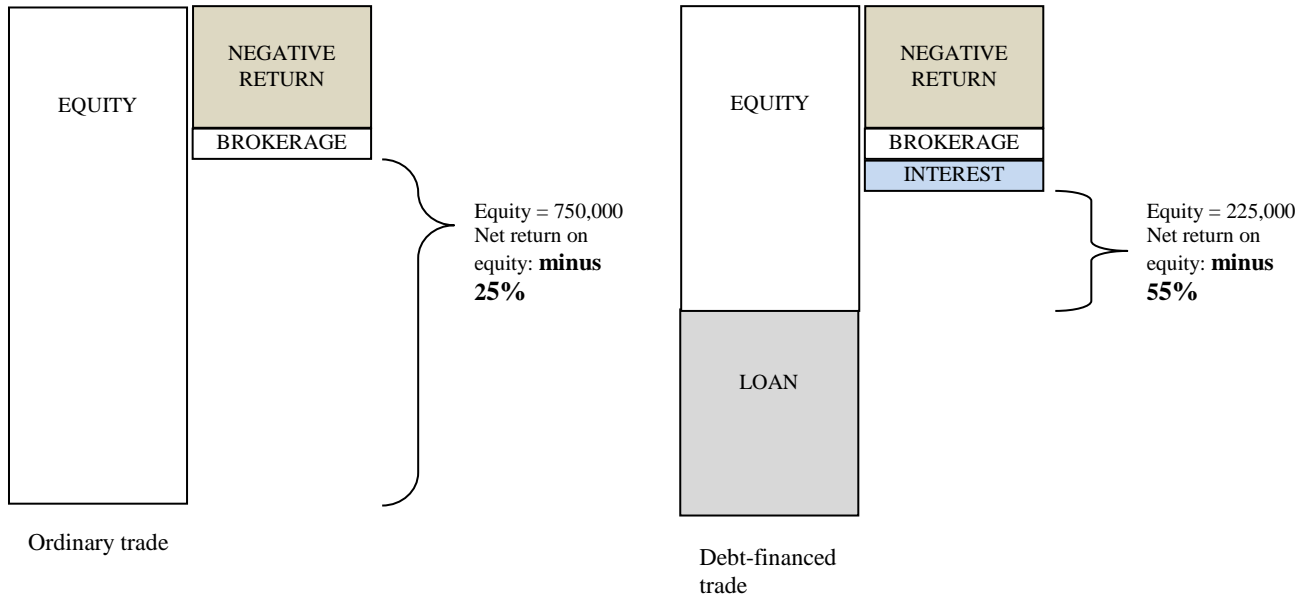 EQUITY
NEGATIVE
RETURN
BROKERAGE
Equity = 750,000
Net return on
equity: minus
25%
Ordinary trade
EQUITY
NEGATIVE
RETURN
BROKERAGE
INTEREST
Equity = 225,000
Net return on
equity: minus
55%
LOAN
Debt-financed
trade